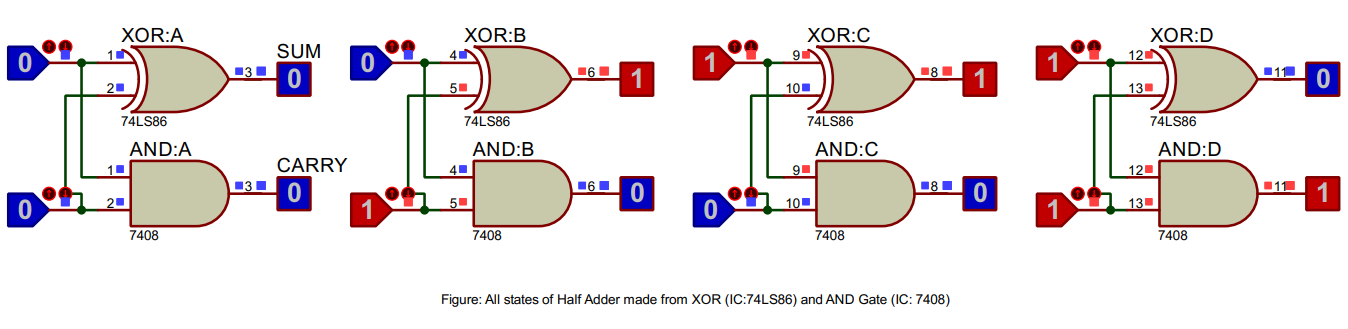 XOR:A
0
1
2
3
SUM
0
74LS86
AND:A
0
1
2
3
CARRY
0
7408
XOR:B
0
4
5
6
1
74LS86
AND:B
1
4
5
6
0
7408
XOR:C
1
9
10
8
1
74LS86
AND:C
0
9
10
8
0
7408
XOR:D
1
12
13
11
0
74LS86
AND:D
1
12
13
11
1
7408
Figure: All states of Half Adder made from XOR (IC:74LS86) and AND Gate (IC: 7408)